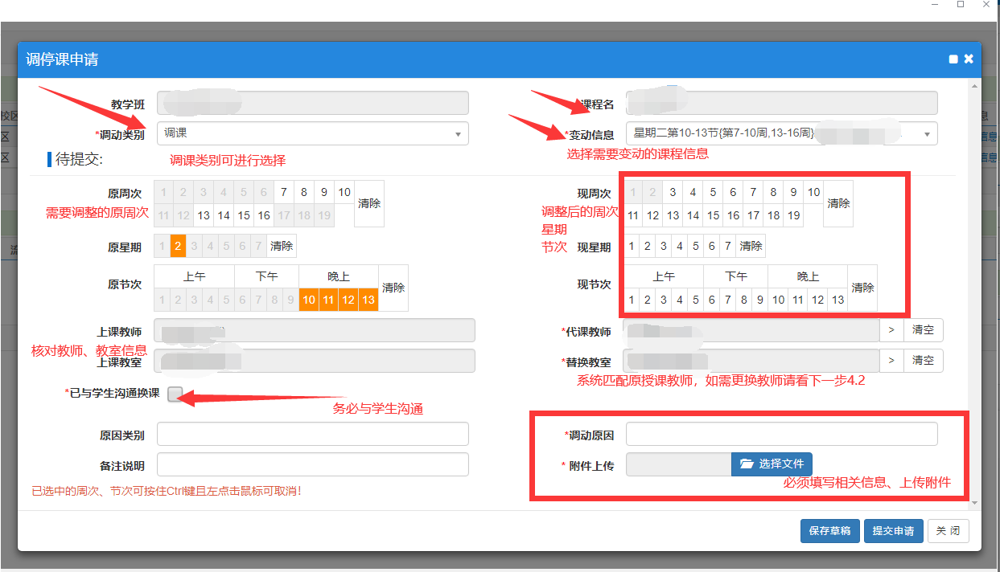 调停课申请
教学班
课程名
校区
息
*调动类别 调课
*变动信息 星期二第10-13节{第7-10周,13-16周}
区
信息
调课类别可进行选择
选择需要变动的课程信息
待提交:
区
信息
原周次 1 2 3 4 5 6 7 8 9 10 清除
11 12 13 14 15 16 17 18 19
需要调整的原周次
现周次 1 2 3 4 5 6 7 8 9 10 清除
11 12 13 14 15 16 17 18 19
调整后的周次
星期
节次
原星期 1 2 3 4 5 6 7 清除
现星期 1 2 3 4 5 6 7 清除
流
原节次 上午 下午 晚上 清除
1 2 3 4 5 6 7 8 9 10 11 12 13
现节次 上午 下午 晚上 清除
1 2 3 4 5 6 7 8 9 10 11 12 13
上课教师
*代课教师 > 清空
核对教师、教室信息
上课教室
*替换教室 > 清空
系统匹配原授课教师，如需更换教师请看下一步4.2
*已与学生沟通换课
务必与学生沟通
原因类别
*调动原因
备注说明
* 附件上传 选择文件
必须填写相关信息、上传附件
已选中的周次、节次可按住Ctrl键且左点击鼠标可取消！
保存草稿 提交申请 关 闭